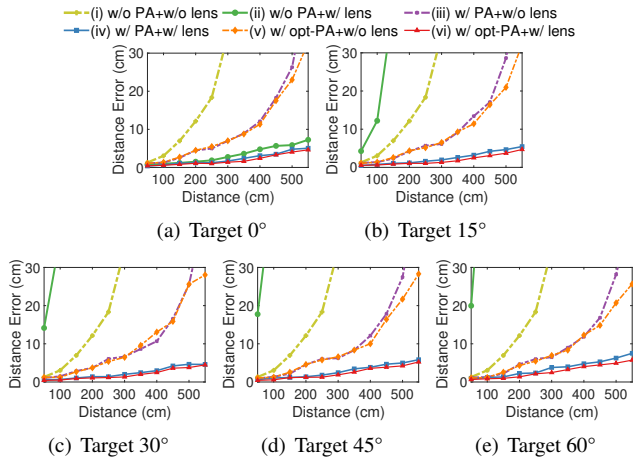 (i) w/o PA+w/o lens (ii) w/o PA+w/ lens (iii) w/ PA+w/o lens
(iv) w/ PA+w/ lens (v) w/ opt-PA+w/o lens (vi) w/ opt-PA+w/ lens
30
20
10
0
Distance Error (cm)
100 200 300 400 500
Distance (cm)
(a) Target 0°
30
20
10
0
Distance Error (cm)
100 200 300 400 500
Distance (cm)
(b) Target 15°
30
20
10
0
Distance Error (cm)
100 200 300 400 500
Distance (cm)
(c) Target 30°
30
20
10
0
Distance Error (cm)
100 200 300 400 500
Distance (cm)
(d) Target 45°
30
20
10
0
Distance Error (cm)
100 200 300 400 500
Distance (cm)
(e) Target 60°